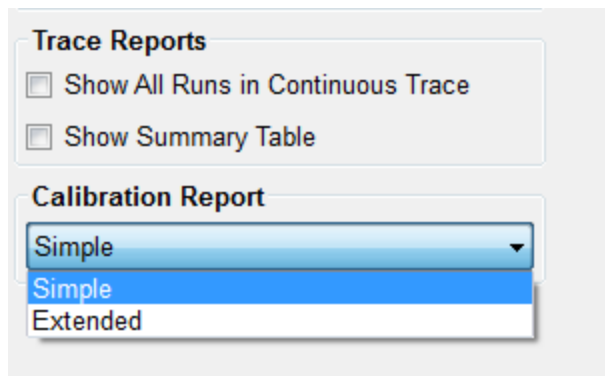 Trace Reports
Show All Runs in Continuous Trace
Show Summary Table
Calibration Report
Simple
Simple
Extended